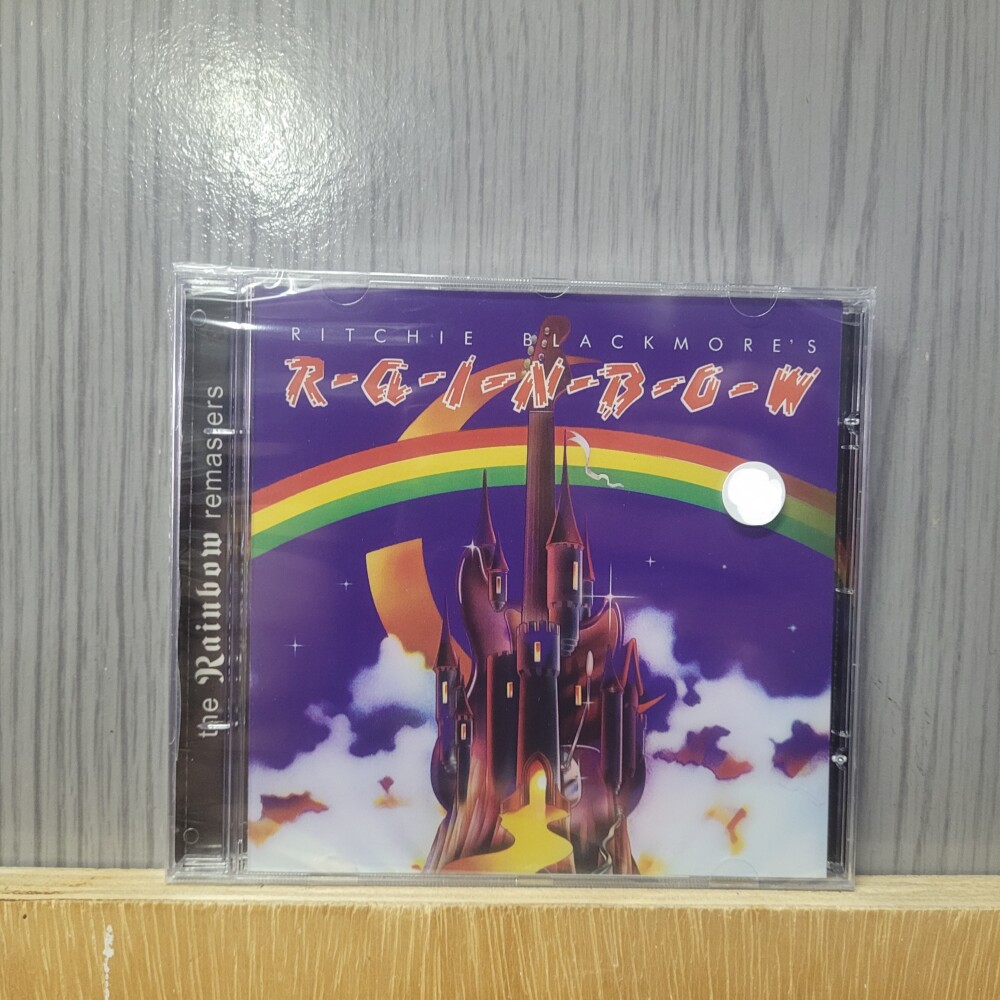 RITCHIE BLACKMORE'S
R-A-I-N-B-O-W
the Rainbow remasters